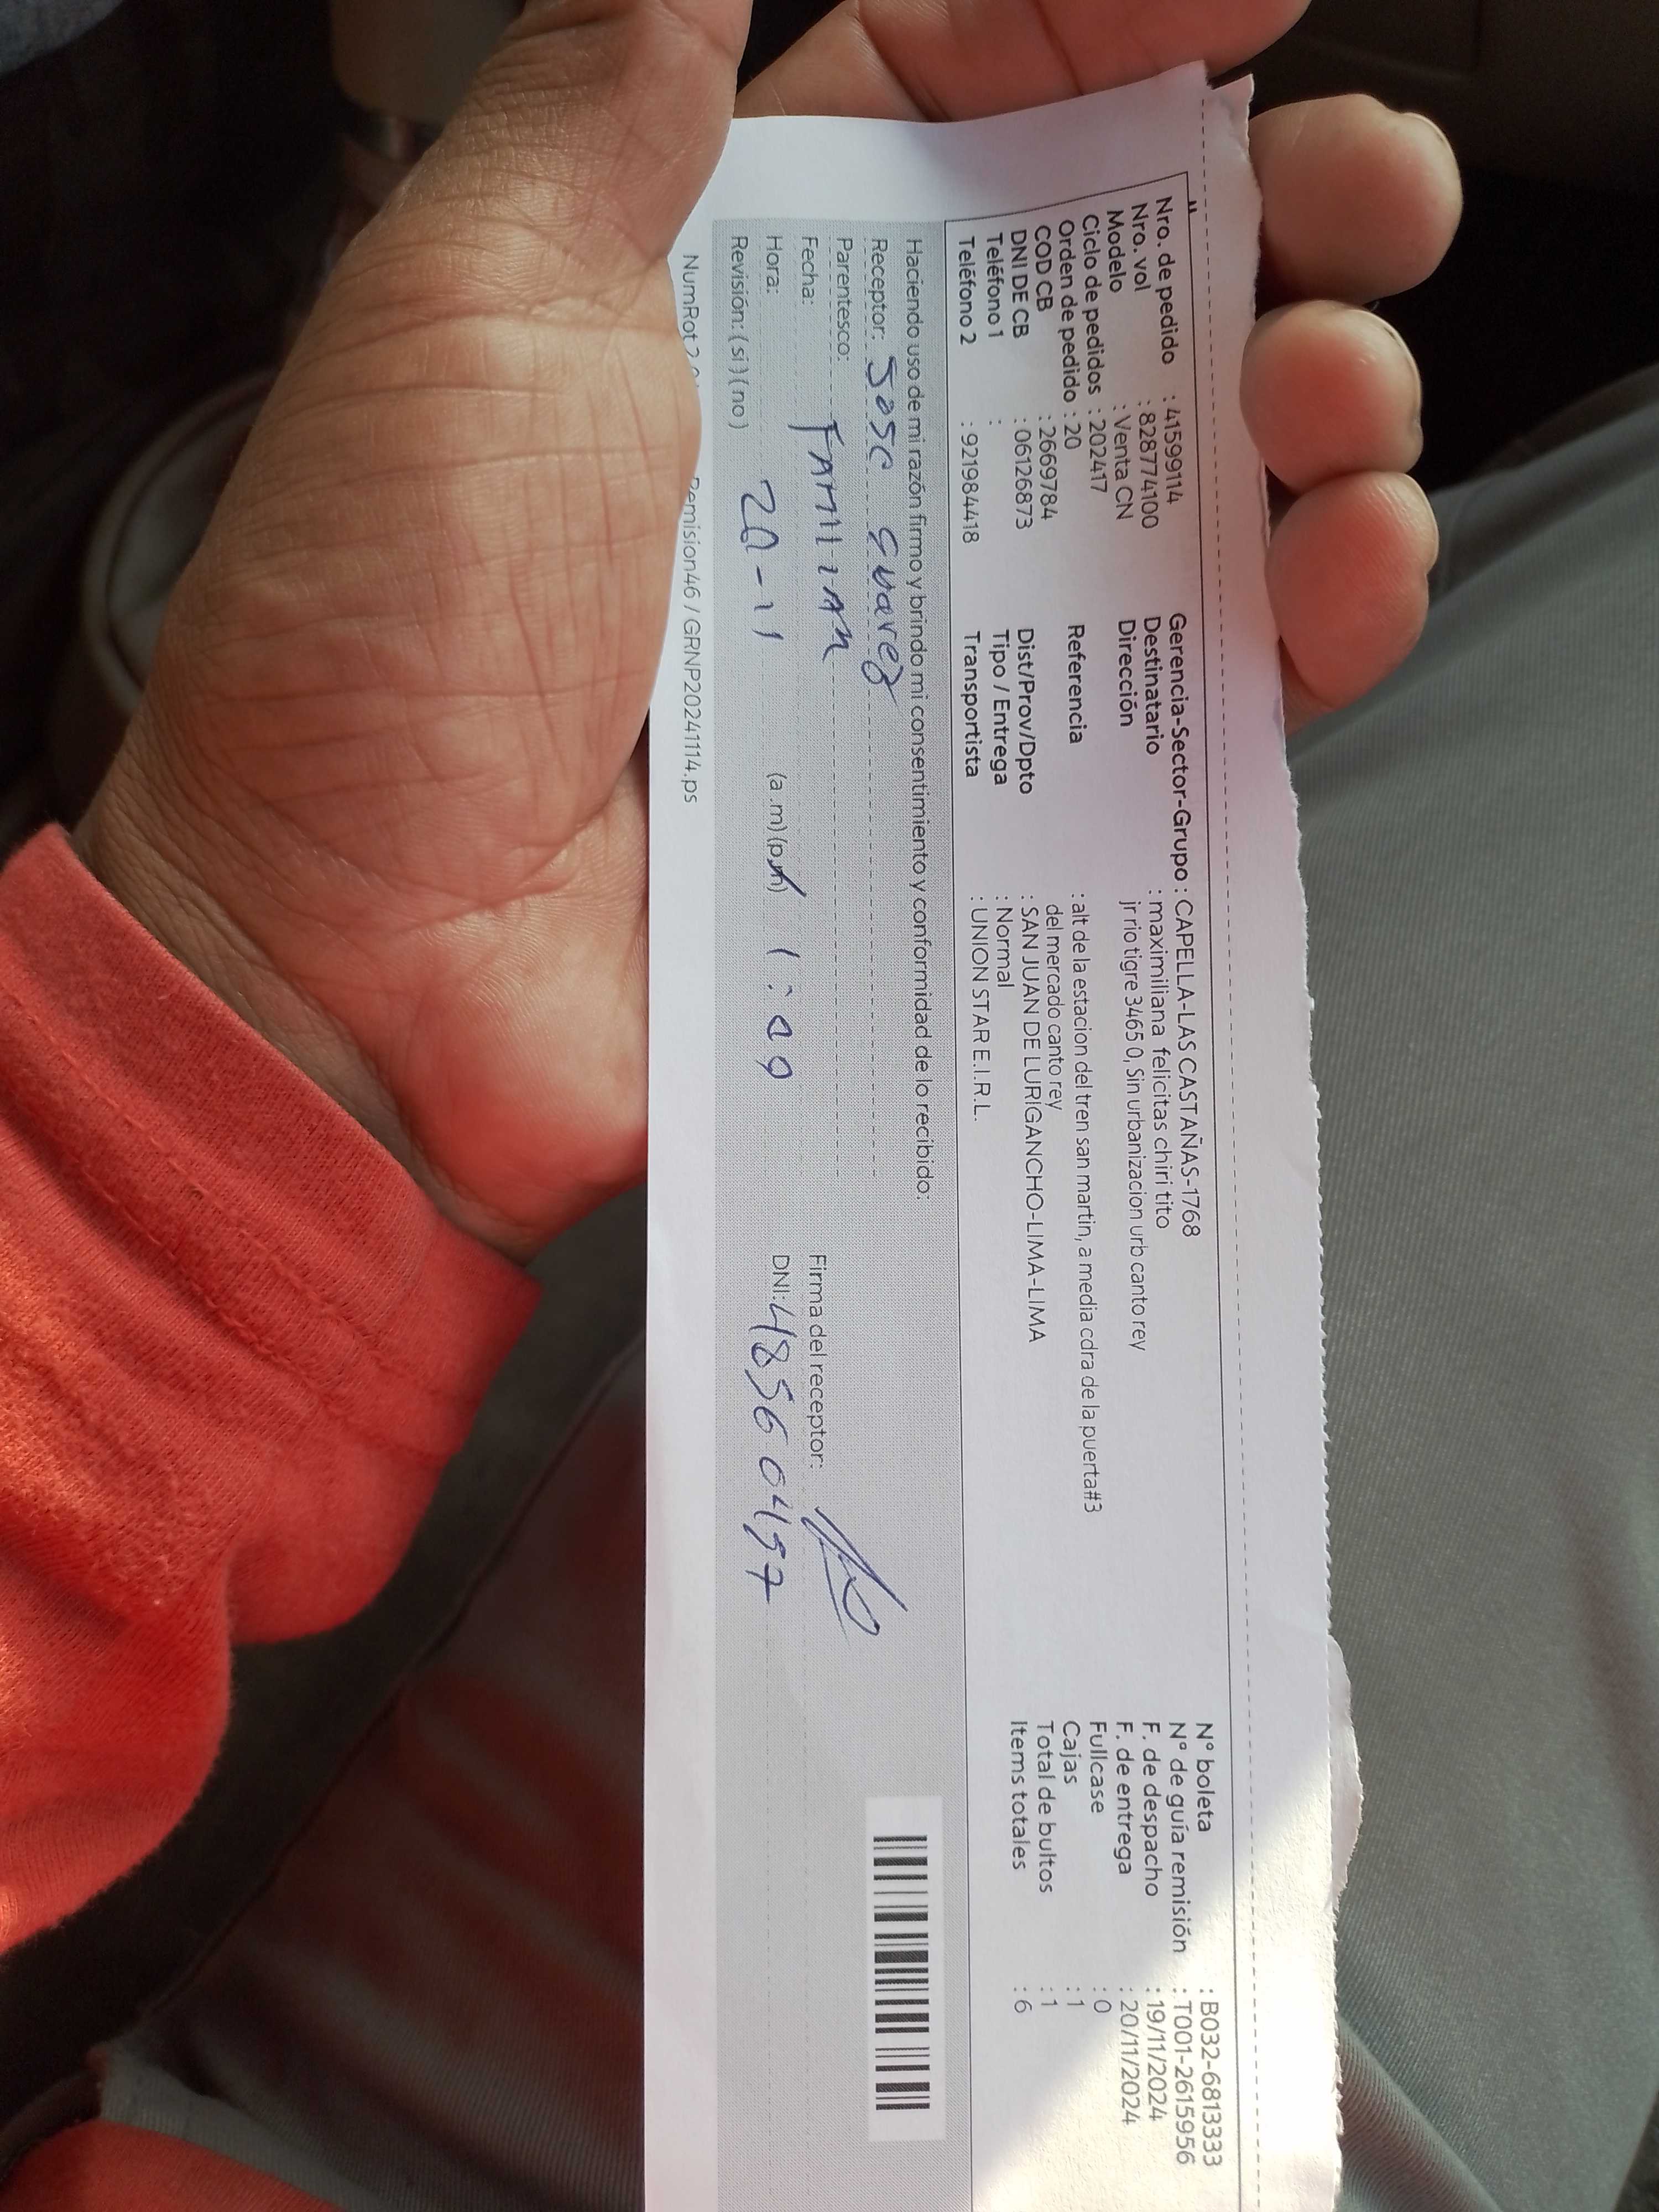 Nro. de pedido : 41599114
Nro. vol : 828774100
Modelo : Venta CN
Ciclo de pedidos : 202417
Orden de pedido : 20
COD CB : 2669784
DNI DE CB : 06126873
Teléfono 1 :
Teléfono 2 : 921984418
Gerencia-Sector-Grupo : CAPELLA-LAS CASTAÑAS-1768
Destinatario : maximiliana felicitas chiri tito
Dirección jr rio tigre 3465 0, Sin urbanizacion urb canto rey
Referencia : alt de la estacion del tren san martin, a media cdra de la puerta#3
del mercado canto rey
Dist/Prov/Dpto : SAN JUAN DE LURIGANCHO-LIMA-LIMA
Tipo / Entrega : Normal
Transportista : UNION STAR E.I.R.L.
N° boleta : B032-6813333
N° de guía remisión : T001-2615956
F. de despacho : 19/11/2024
F. de entrega : 20/11/2024
Fullcase : 0
Cajas : 1
Total de bultos : 1
Items totales : 6
Haciendo uso de mi razón firmo y brindo mi consentimiento y conformidad de lo recibido:
Receptor: Jose
Parentesco: FAMILIAR
Fecha: 20-11
Hora: (a.m) (p.m) 1:00
Revisión: (si) (no)
Firma del receptor:
DNI: 48560497
NumRot 2 Remision46 / GRNP20241114.ps